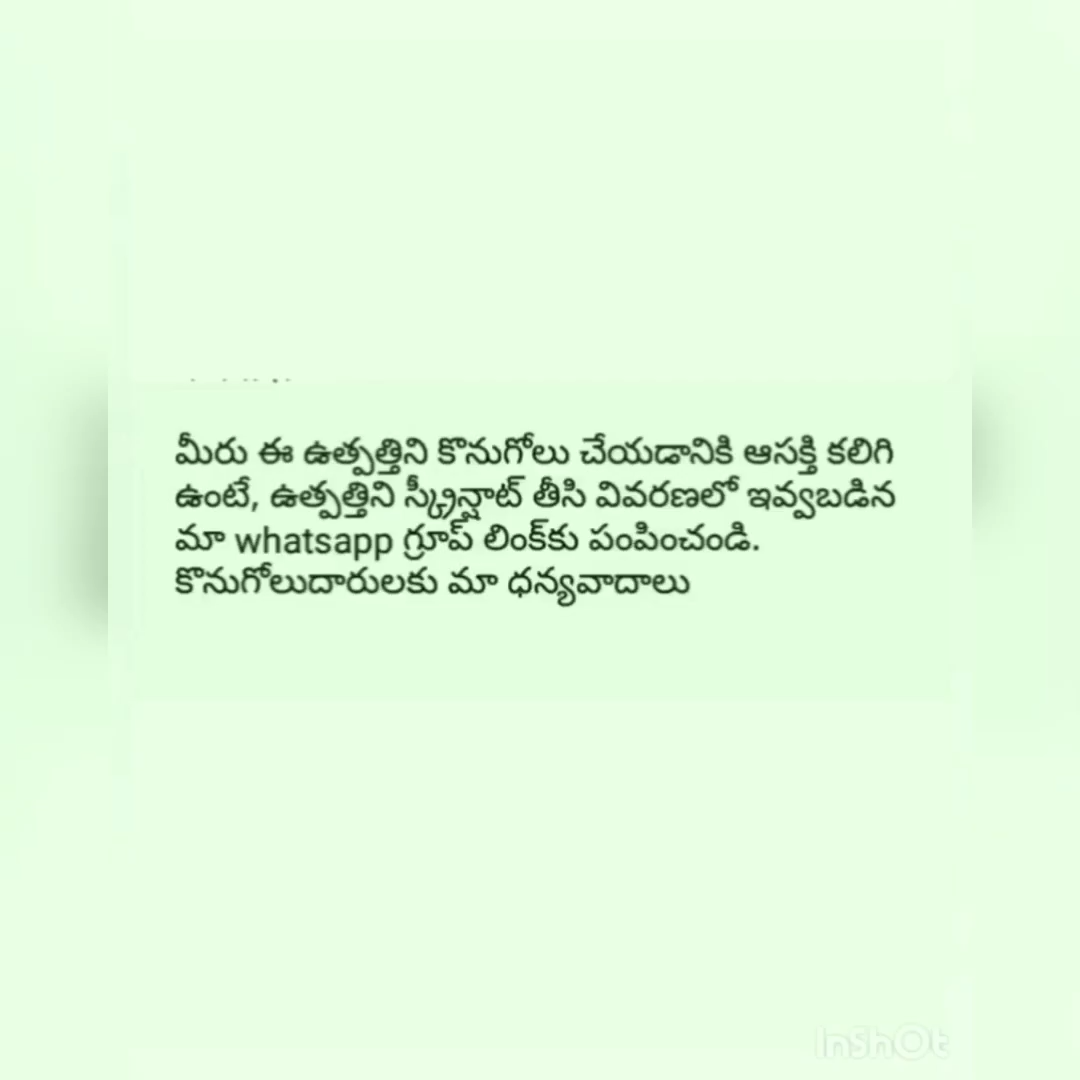 మీరు ఈ ఉత్పత్తిని కొనుగోలు చేయడానికి ఆసక్తి కలిగి
ఉంటే, ఉత్పత్తిని స్క్రీన్షాట్ తీసి వివరణలో ఇవ్వబడిన
మా whatsapp గ్రూప్ లింక్‌కు పంపించండి.
కొనుగోలుదారులకు మా ధన్యవాదాలు
InShOt